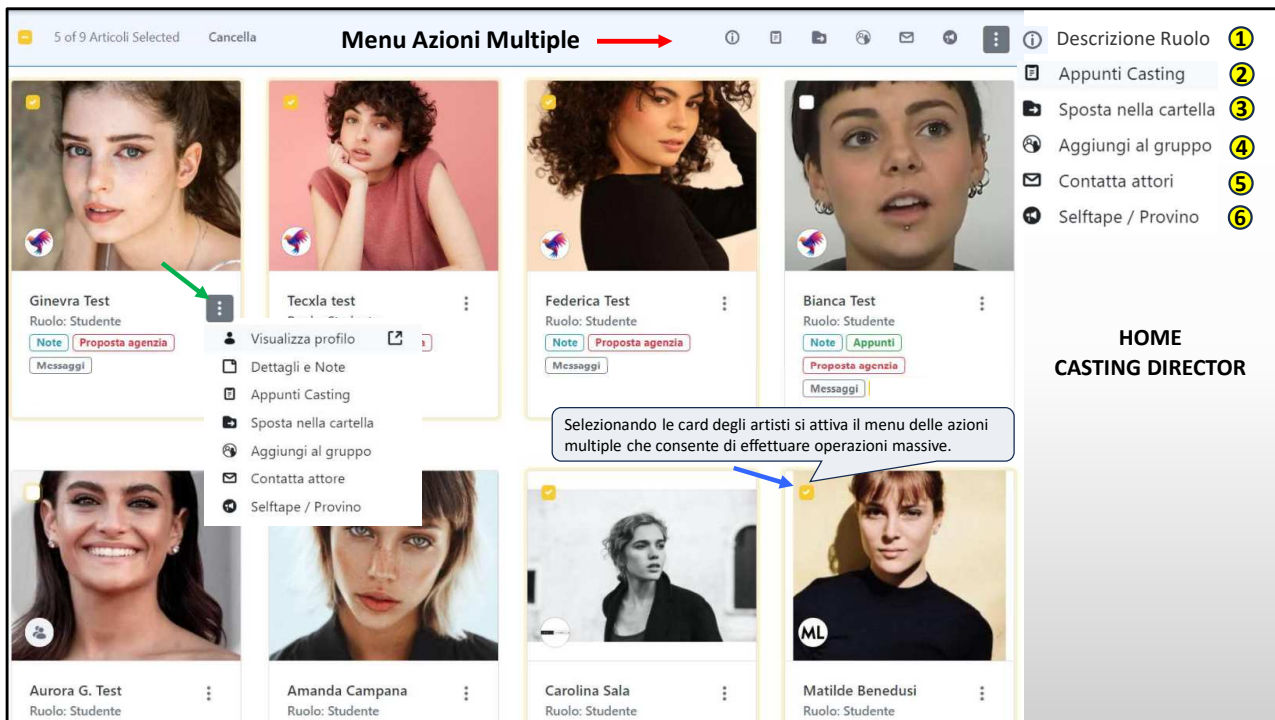 5 of 9 Articoli Selected
Cancella
Menu Azioni Multiple
Descrizione Ruolo 1
Appunti Casting 2
Sposta nella cartella 3
Aggiungi al gruppo 4
Contatta attori 5
Selftape / Provino 6
HOME
CASTING DIRECTOR
Ginevra Test
Ruolo: Studente
Note Proposta agenzia
Messaggi
Visualizza profilo
Dettagli e Note
Appunti Casting
Sposta nella cartella
Aggiungi al gruppo
Contatta attore
Selftape / Provino
Tecxla test
Federica Test
Ruolo: Studente
Note Proposta agenzia
Messaggi
Bianca Test
Ruolo: Studente
Note Appunti
Proposta agenzia
Messaggi
Selezionando le card degli artisti si attiva il menu delle azioni
multiple che consente di effettuare operazioni massive.
Aurora G. Test
Ruolo: Studente
Amanda Campana
Ruolo: Studente
Carolina Sala
Ruolo: Studente
ML
Matilde Benedusi
Ruolo: Studente